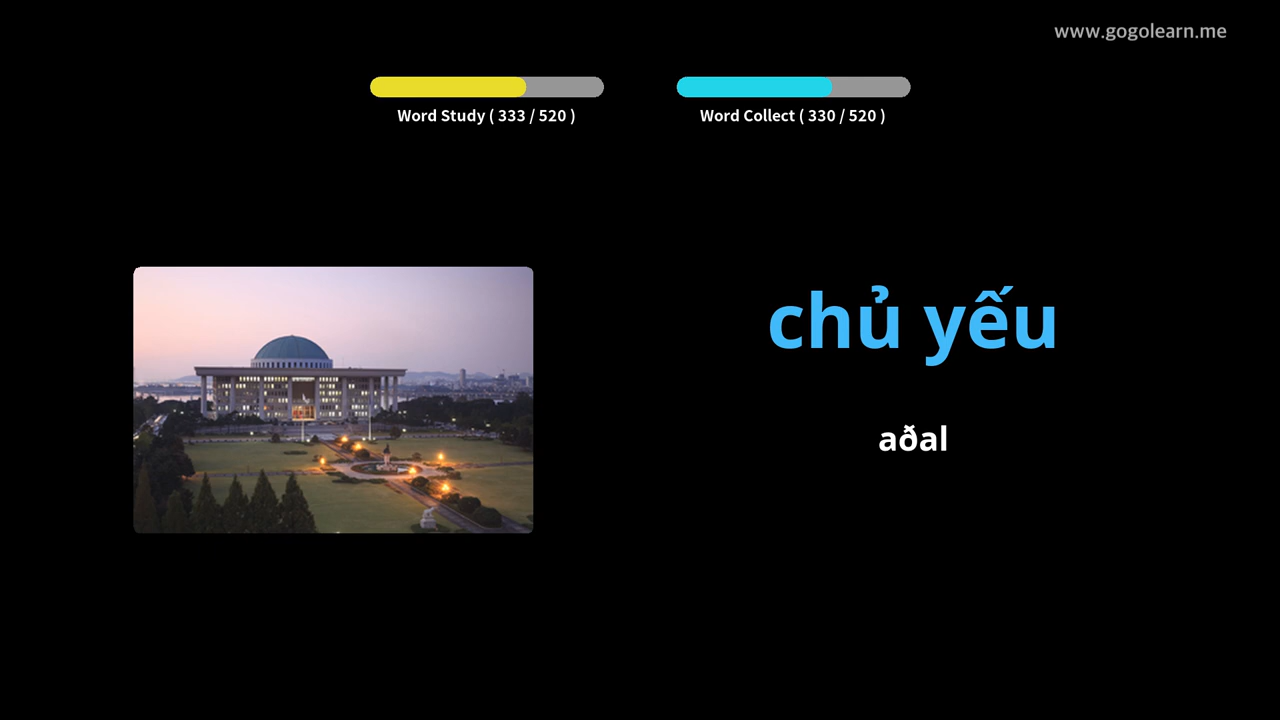 www.gogolearn.me
Word Study ( 333 / 520 )
Word Collect ( 330 / 520 )
chủ yếu
aðal